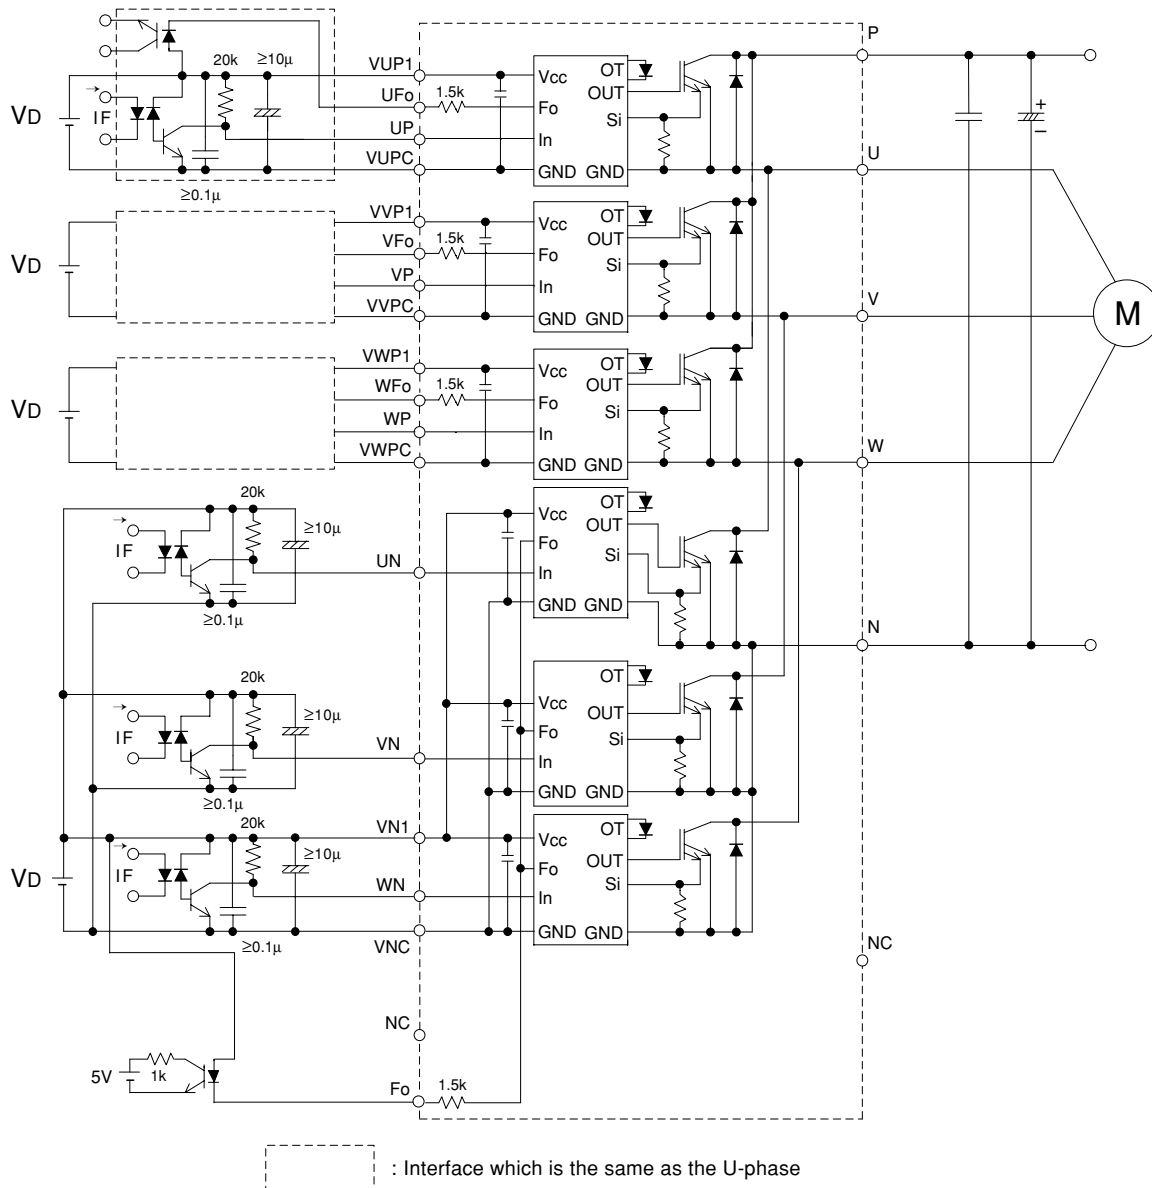 P
20k
≥10μ
VUP1
VD
IF
UFo
1.5k
UP
VUPC
≥0.1μ
Vcc
Fo
In
GND GND
OT
OUT
Si
U
VVP1
VD
VFo
1.5k
VP
VVPC
Vcc
Fo
In
GND GND
OT
OUT
Si
V
M
VWP1
VD
WFo
1.5k
WP
VWPC
Vcc
Fo
In
GND GND
OT
OUT
Si
W
+
−
20k
≥10μ
IF
UN
≥0.1μ
Vcc
Fo
In
GND GND
OT
OUT
Si
N
20k
≥10μ
IF
VN
≥0.1μ
Vcc
Fo
In
GND GND
OT
OUT
Si
20k
≥10μ
VN1
VD
IF
WN
VNC
≥0.1μ
Vcc
Fo
In
GND GND
OT
OUT
Si
NC
NC
5V
1k
Fo
1.5k
: Interface which is the same as the U-phase